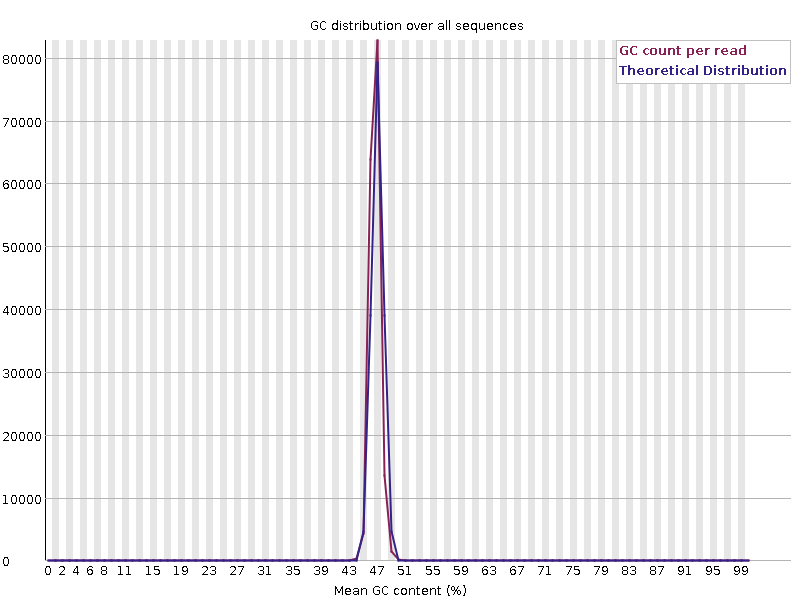 GC distribution over all sequences
GC count per read
Theoretical Distribution
80000
70000
60000
50000
40000
30000
20000
10000
0
0 2 4 6 8 11 15 19 23 27 31 35 39 43 47 51 55 59 63 67 71 75 79 83 87 91 95 99
Mean GC content (%)